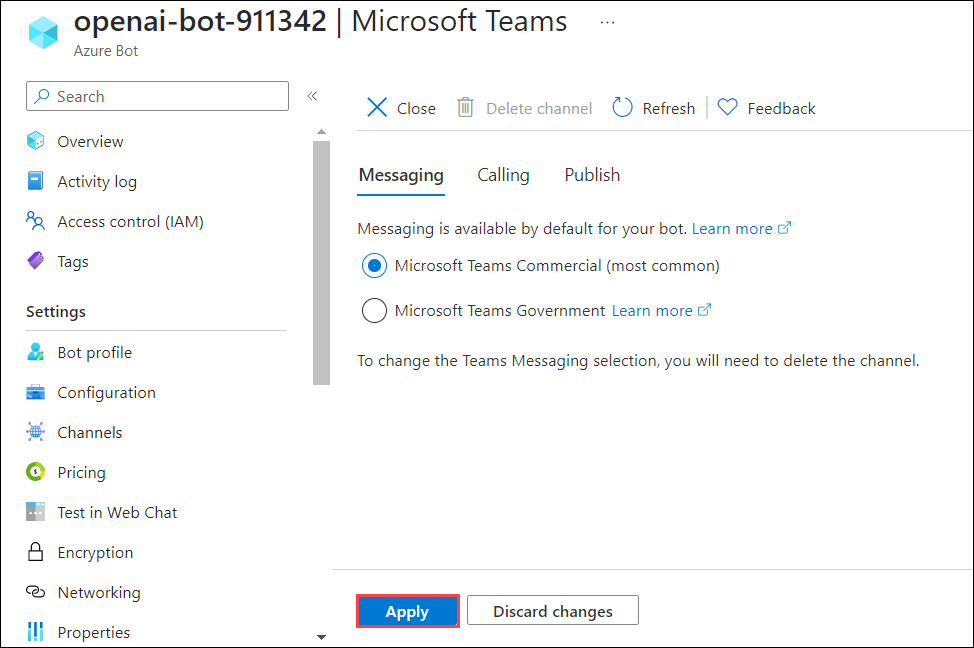 openai-bot-911342 | Microsoft Teams ...
Azure Bot
Search
Overview
Activity log
Access control (IAM)
Tags
Settings
Bot profile
Configuration
Channels
Pricing
Test in Web Chat
Encryption
Networking
Properties
Close Delete channel Refresh Feedback
Messaging Calling Publish
Messaging is available by default for your bot. Learn more
Microsoft Teams Commercial (most common)
Microsoft Teams Government Learn more
To change the Teams Messaging selection, you will need to delete the channel.
Apply Discard changes